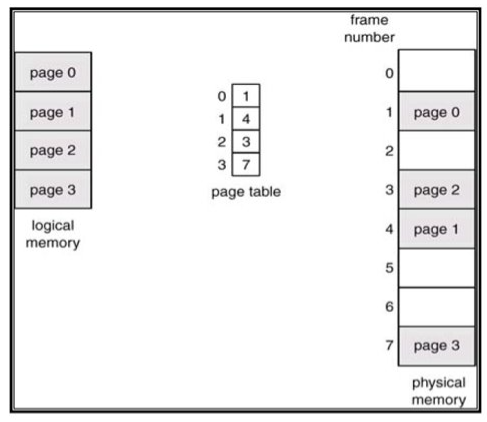 page 0
page 1
page 2
page 3
logical
memory
0 1
1 4
2 3
3 7
page table
frame
number
0
1 page 0
2
3 page 2
4 page 1
5
6
7 page 3
physical
memory